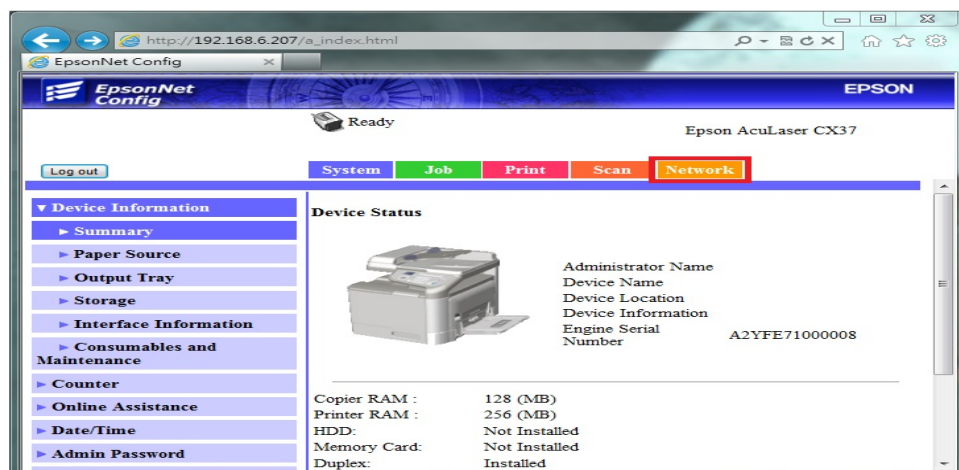 http://192.168.6.207/a_index.html
EpsonNet Config
EpsonNet
Config
EPSON
Ready
Epson AcuLaser CX37
Log out
System Job Print Scan Network
Device Information
Summary
Paper Source
Output Tray
Storage
Interface Information
Consumables and
Maintenance
Counter
Online Assistance
Date/Time
Admin Password
Device Status
Administrator Name
Device Name
Device Location
Device Information
Engine Serial
Number A2YFE71000008
Copier RAM : 128 (MB)
Printer RAM : 256 (MB)
HDD: Not Installed
Memory Card: Not Installed
Duplex: Installed